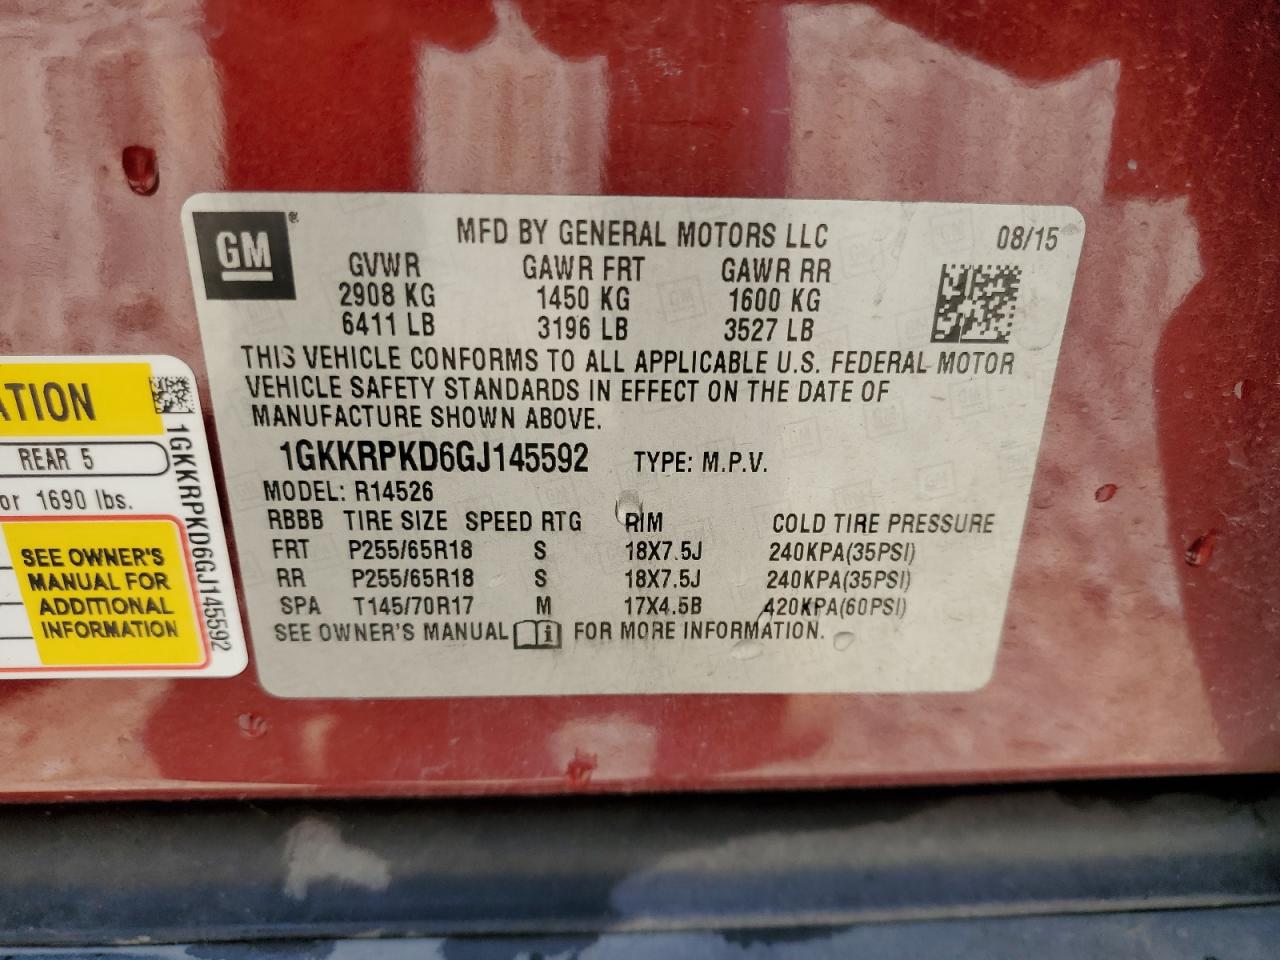 GM®
MFD BY GENERAL MOTORS LLC 08/15
GVWR GAWR FRT GAWR RR
2908 KG 1450 KG 1600 KG
6411 LB 3196 LB 3527 LB
THIS VEHICLE CONFORMS TO ALL APPLICABLE U.S. FEDERAL MOTOR
VEHICLE SAFETY STANDARDS IN EFFECT ON THE DATE OF
MANUFACTURE SHOWN ABOVE.
1GKKRPKD6GJ145592 TYPE: M.P.V.
MODEL: R14526
RBBB TIRE SIZE SPEED RTG RIM COLD TIRE PRESSURE
FRT P255/65R18 S 18X7.5J 240KPA(35PSI)
RR P255/65R18 S 18X7.5J 240KPA(35PSI)
SPA T145/70R17 M 17X4.5B 420KPA(60PSI)
SEE OWNER'S MANUAL FOR MORE INFORMATION.
ATION
REAR 5
or 1690 lbs.
SEE OWNER'S
MANUAL FOR
ADDITIONAL
INFORMATION
1GKKRPKD6GJ145592